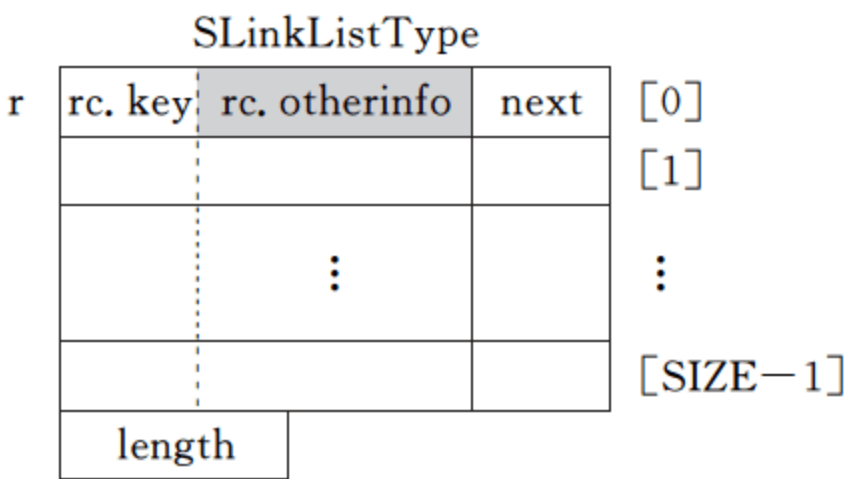 SLinkListType
r rc. key rc. otherinfo next [0]
[1]
⋮ ⋮
[SIZE－1]
length